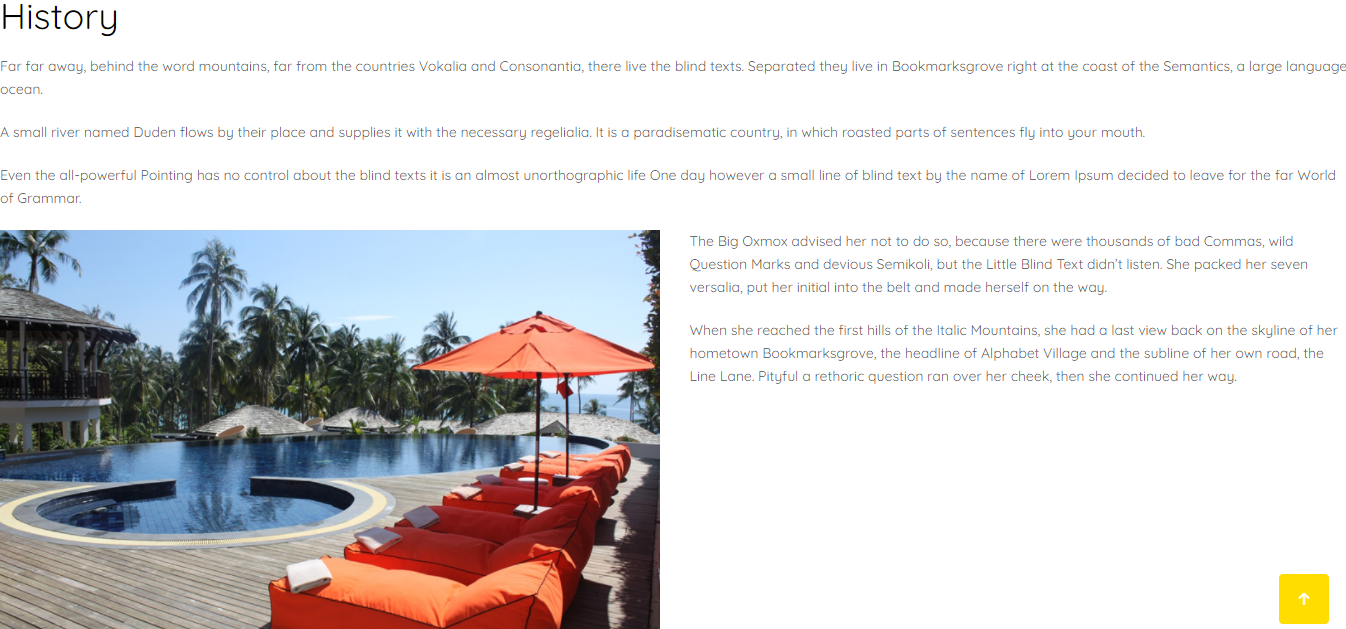 History
Far far away, behind the word mountains, far from the countries Vokalia and Consonantia, there live the blind texts. Separated they live in Bookmarksgrove right at the coast of the Semantics, a large language
ocean.
A small river named Duden flows by their place and supplies it with the necessary regelialia. It is a paradisematic country, in which roasted parts of sentences fly into your mouth.
Even the all-powerful Pointing has no control about the blind texts it is an almost unorthographic life One day however a small line of blind text by the name of Lorem Ipsum decided to leave for the far World
of Grammar.
The Big Oxmox advised her not to do so, because there were thousands of bad Commas, wild
Question Marks and devious Semikoli, but the Little Blind Text didn't listen. She packed her seven
versalia, put her initial into the belt and made herself on the way.
When she reached the first hills of the Italic Mountains, she had a last view back on the skyline of her
hometown Bookmarksgrove, the headline of Alphabet Village and the subline of her own road, the
Line Lane. Pityful a rethoric question ran over her cheek, then she continued her way.